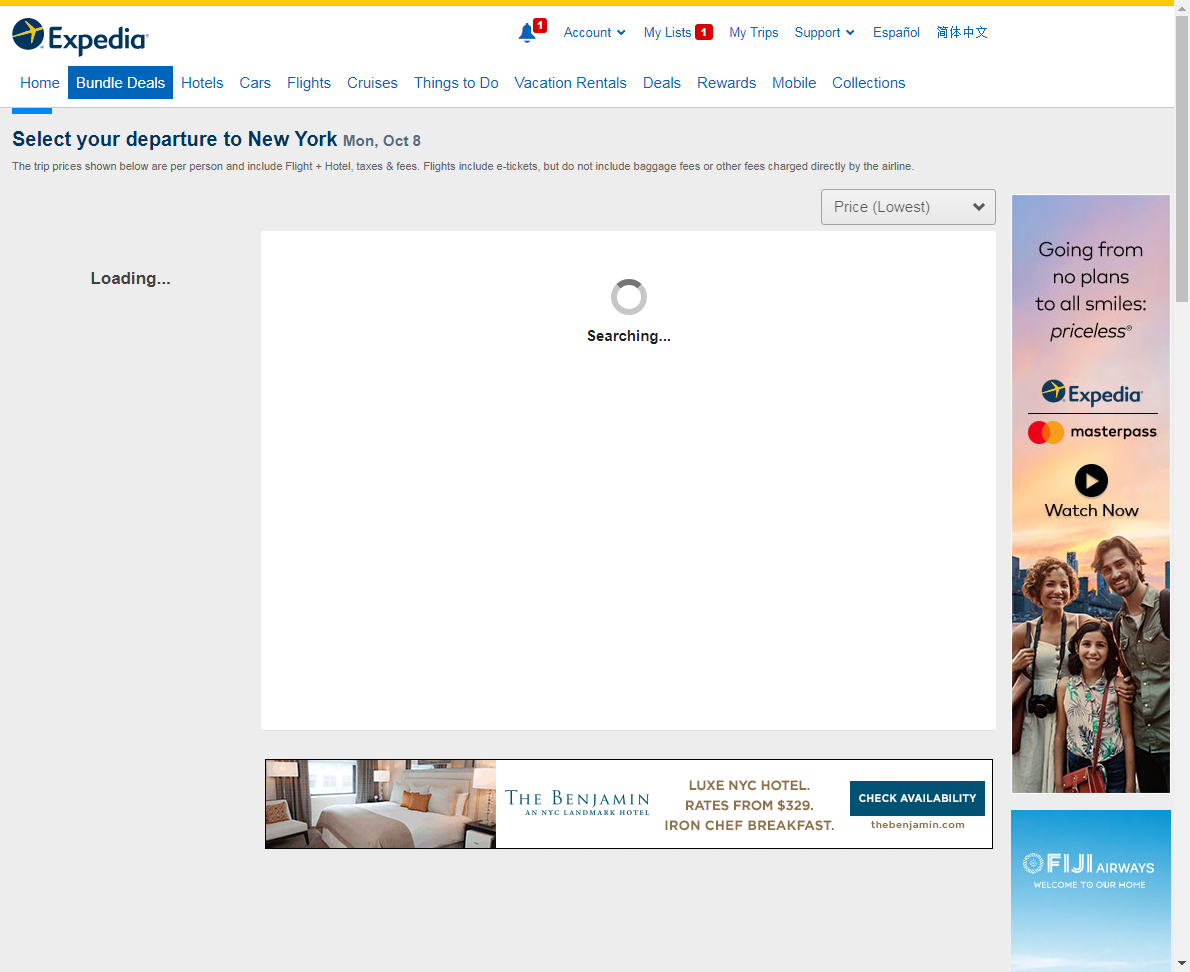 Expedia
1
Account
My Lists 1
My Trips
Support
Español
简体中文
Home
Bundle Deals
Hotels
Cars
Flights
Cruises
Things to Do
Vacation Rentals
Deals
Rewards
Mobile
Collections
Select your departure to New York Mon, Oct 8
The trip prices shown below are per person and include Flight + Hotel, taxes & fees. Flights include e-tickets, but do not include baggage fees or other fees charged directly by the airline.
Price (Lowest)
Loading...
Searching...
Going from
no plans
to all smiles:
priceless®
Expedia
masterpass
Watch Now
THE BENJAMIN
AN NYC LANDMARK HOTEL
LUXE NYC HOTEL.
RATES FROM $329.
IRON CHEF BREAKFAST.
CHECK AVAILABILITY
thebenjamin.com
FIJI AIRWAYS
WELCOME TO OUR HOME